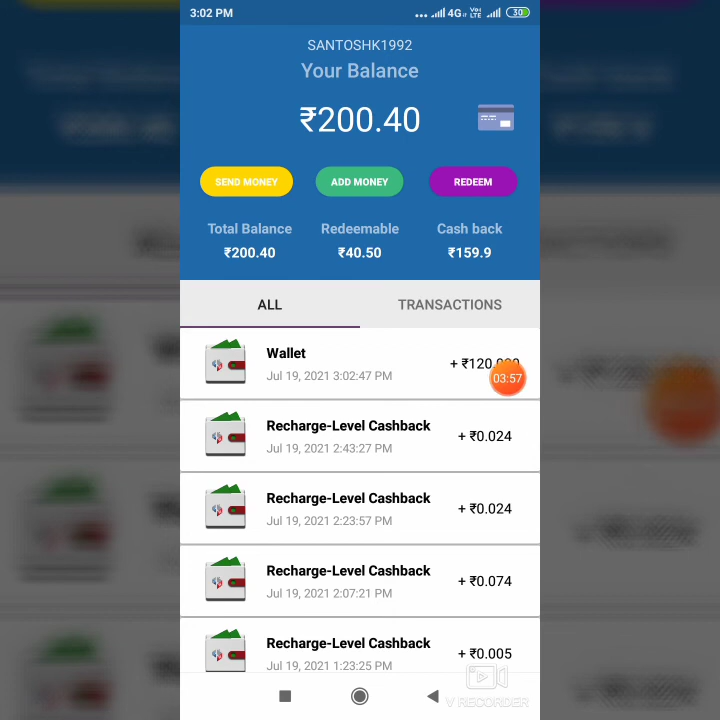 3:02 PM
4G
Vo LTE
30
SANTOSHK1992
Your Balance
₹200.40
SEND MONEY
ADD MONEY
REDEEM
Total Balance
Redeemable
Cash back
₹200.40
₹40.50
₹159.9
ALL
TRANSACTIONS
Wallet
+ ₹120.
03:57
Jul 19, 2021 3:02:47 PM
Recharge-Level Cashback
+ ₹0.024
Jul 19, 2021 2:43:27 PM
Recharge-Level Cashback
+ ₹0.024
Jul 19, 2021 2:23:57 PM
Recharge-Level Cashback
+ ₹0.074
Jul 19, 2021 2:07:21 PM
Recharge-Level Cashback
+ ₹0.005
Jul 19, 2021 1:23:25 PM
V RECORDER